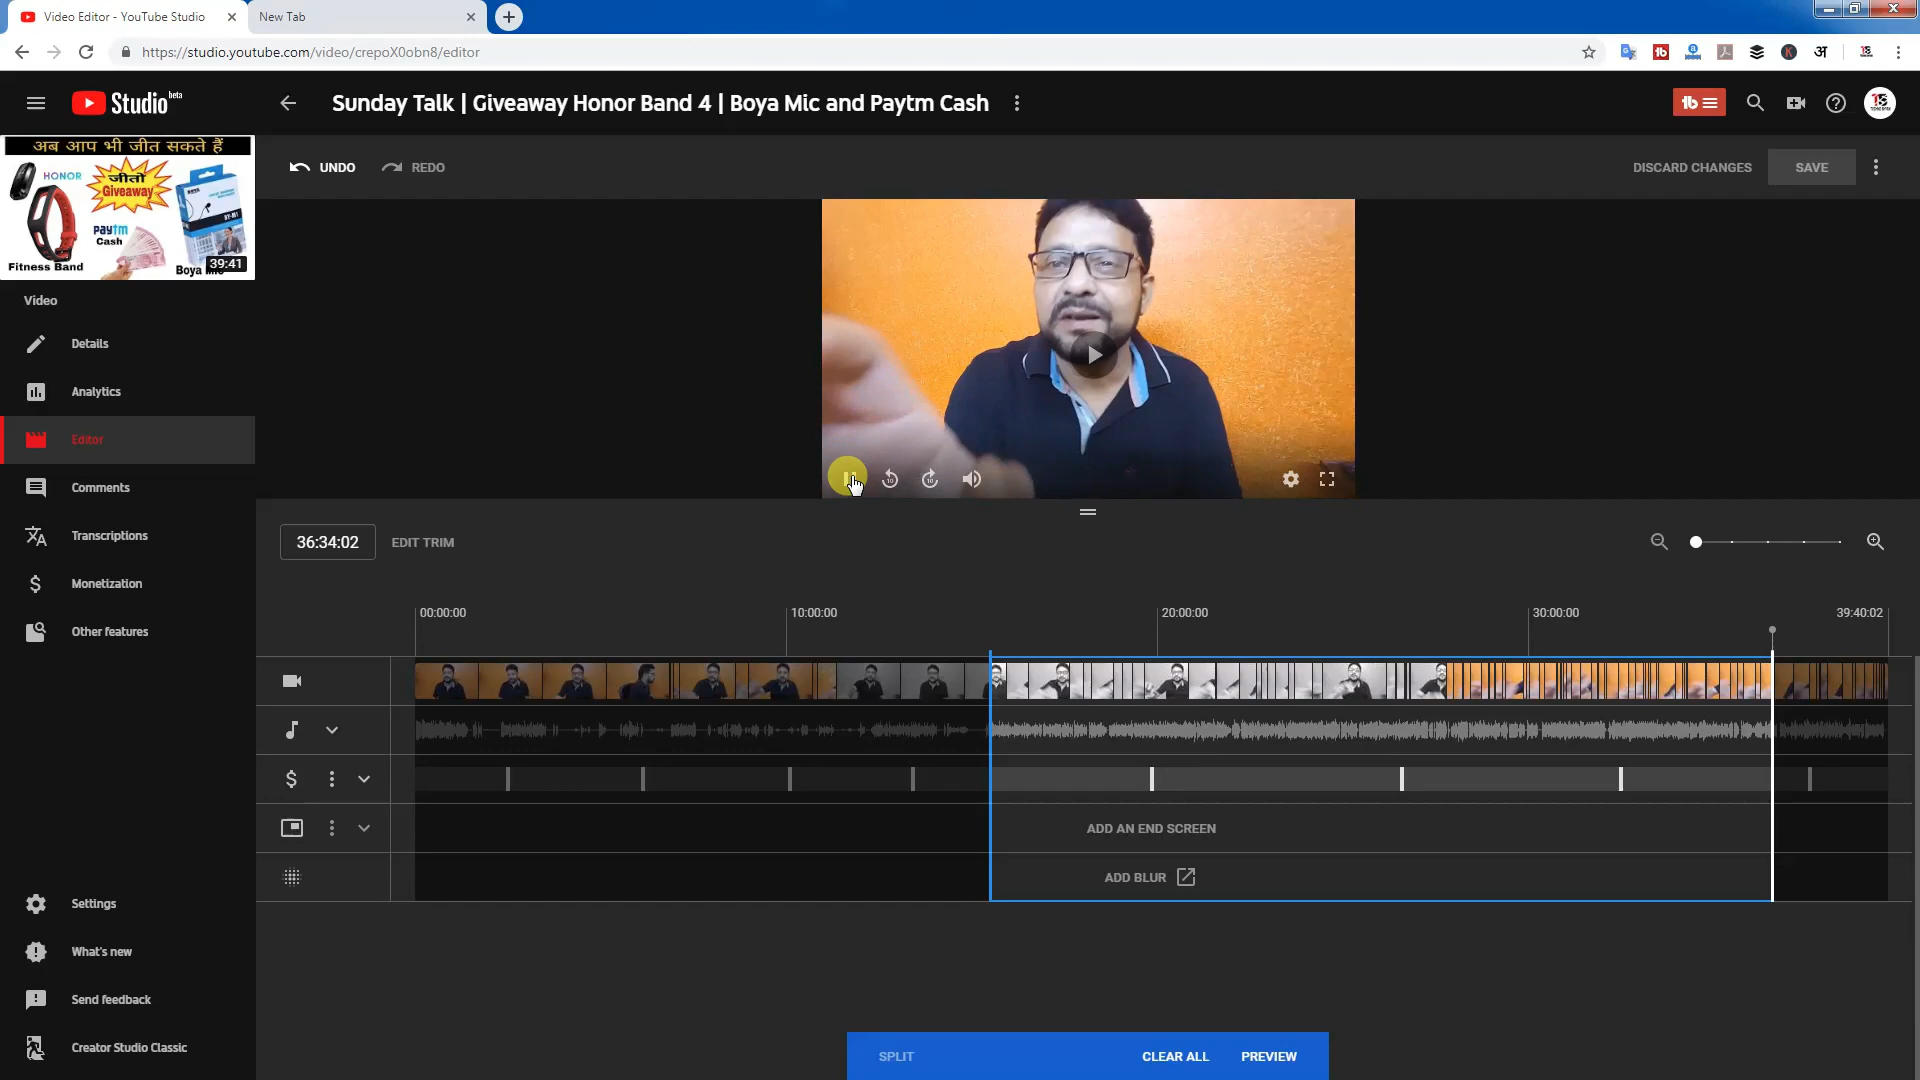 Video Editor - YouTube Studio
New Tab
https://studio.youtube.com/video/crepoX0obn8/editor
Studio beta
Sunday Talk | Giveaway Honor Band 4 | Boya Mic and Paytm Cash
UNDO REDO
DISCARD CHANGES SAVE
अब आप भी जीत सकते हैं
HONOR
जीतो
Giveaway
paytm
Cash
Fitness Band
Boya
39:41
Video
Details
Analytics
Editor
Comments
Transcriptions
Monetization
Other features
Settings
What's new
Send feedback
Creator Studio Classic
36:34:02 EDIT TRIM
00:00:00 10:00:00 20:00:00 30:00:00 39:40:02
ADD AN END SCREEN
ADD BLUR
SPLIT CLEAR ALL PREVIEW